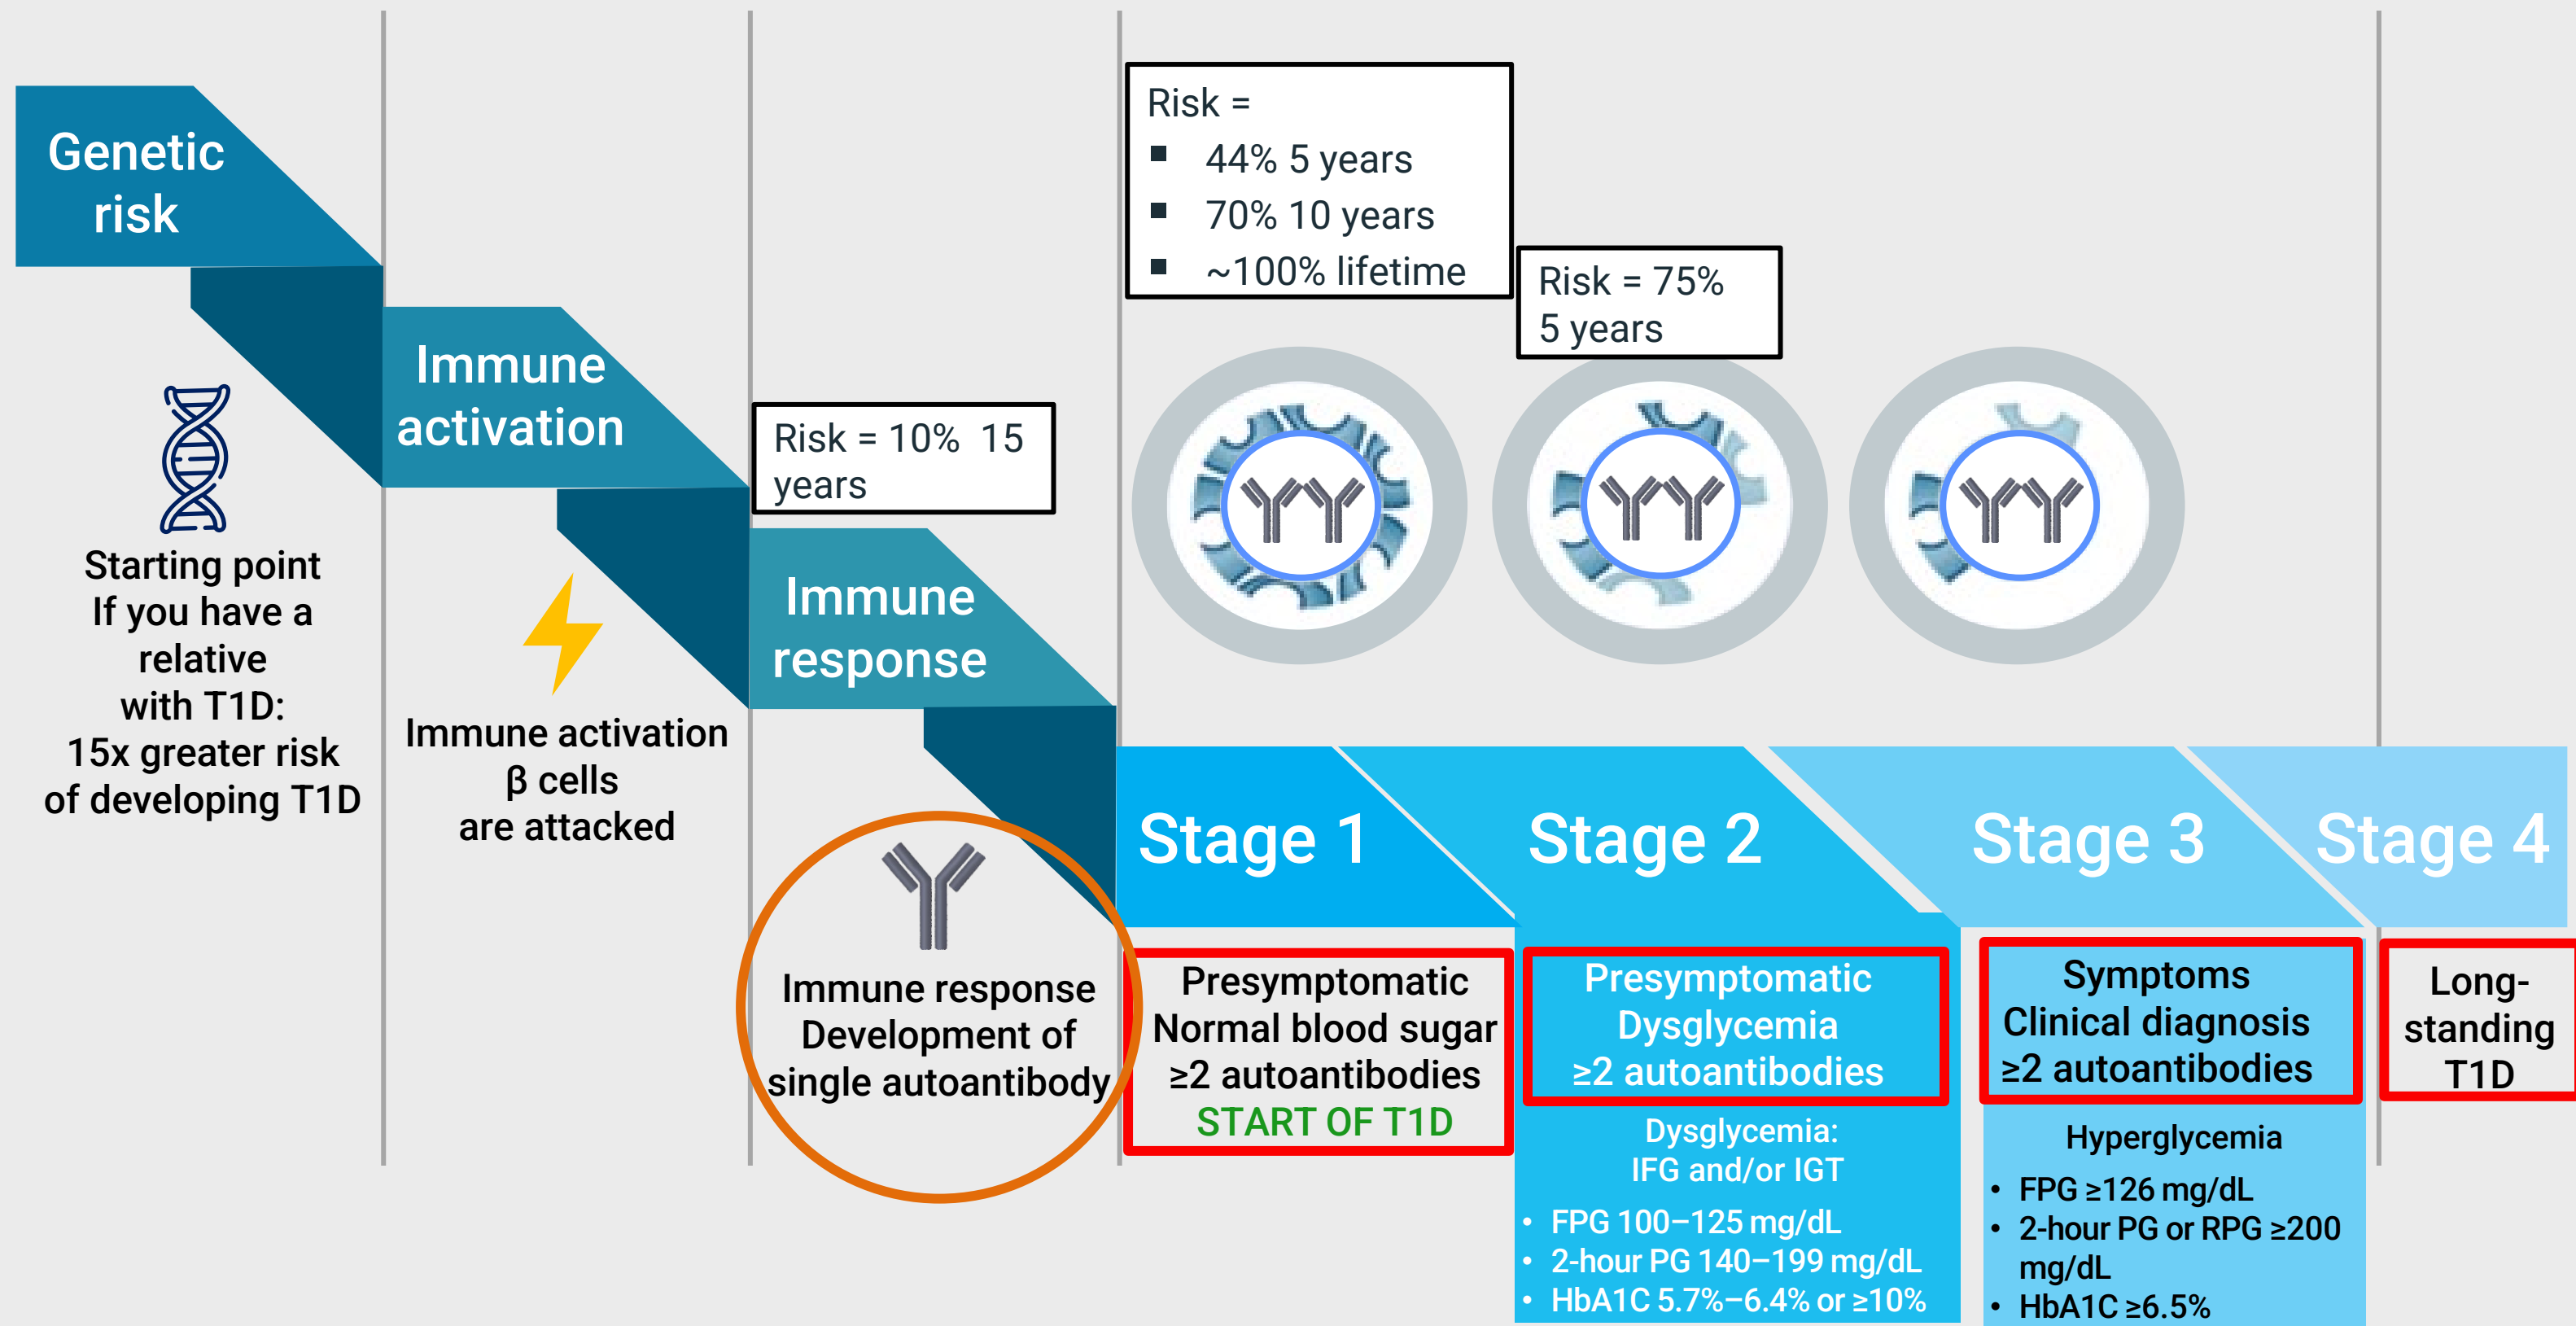 Genetic
risk
Starting point
If you have a
relative
with T1D:
15x greater risk
of developing T1D
Immune
activation
Immune activation
β cells
are attacked
Risk = 10%  15
years
Immune
response
Immune response
Development of
single autoantibody
Risk =
▪ 44% 5 years
▪ 70% 10 years
▪ ~100% lifetime
Risk = 75%
5 years
Stage 1
Presymptomatic
Normal blood sugar
≥2 autoantibodies
START OF T1D
Stage 2
Presymptomatic
Dysglycemia
≥2 autoantibodies
Dysglycemia:
IFG and/or IGT
• FPG 100–125 mg/dL
• 2-hour PG 140–199 mg/dL
• HbA1C 5.7%–6.4% or ≥10%
Stage 3
Symptoms
Clinical diagnosis
≥2 autoantibodies
Hyperglycemia
• FPG ≥126 mg/dL
• 2-hour PG or RPG ≥200
mg/dL
• HbA1C ≥6.5%
Stage 4
Long-
standing
T1D